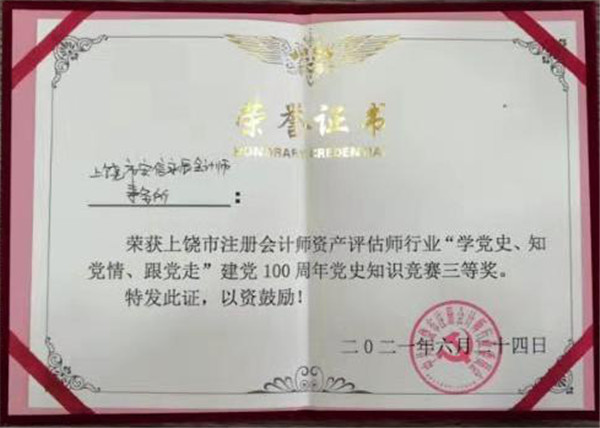 荣誉证书
HONORARY CREDENTIAL
上饶市安信永辰会计师
事务所:
荣获上饶市注册会计师资产评估师行业“学党史、知
党情、跟党走”建党100周年党史知识竞赛三等奖。
特发此证，以资鼓励！
二〇二一年六月二十四日